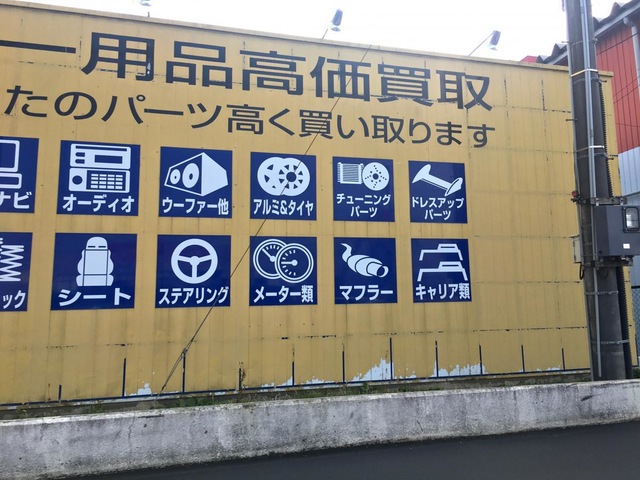 ー用品高価買取
たのパーツ高く買い取ります
ナビ
オーディオ
ウーファー他
アルミ&タイヤ
チューニング
パーツ
ドレスアップ
パーツ
ック
シート
ステアリング
メーター類
マフラー
キャリア類